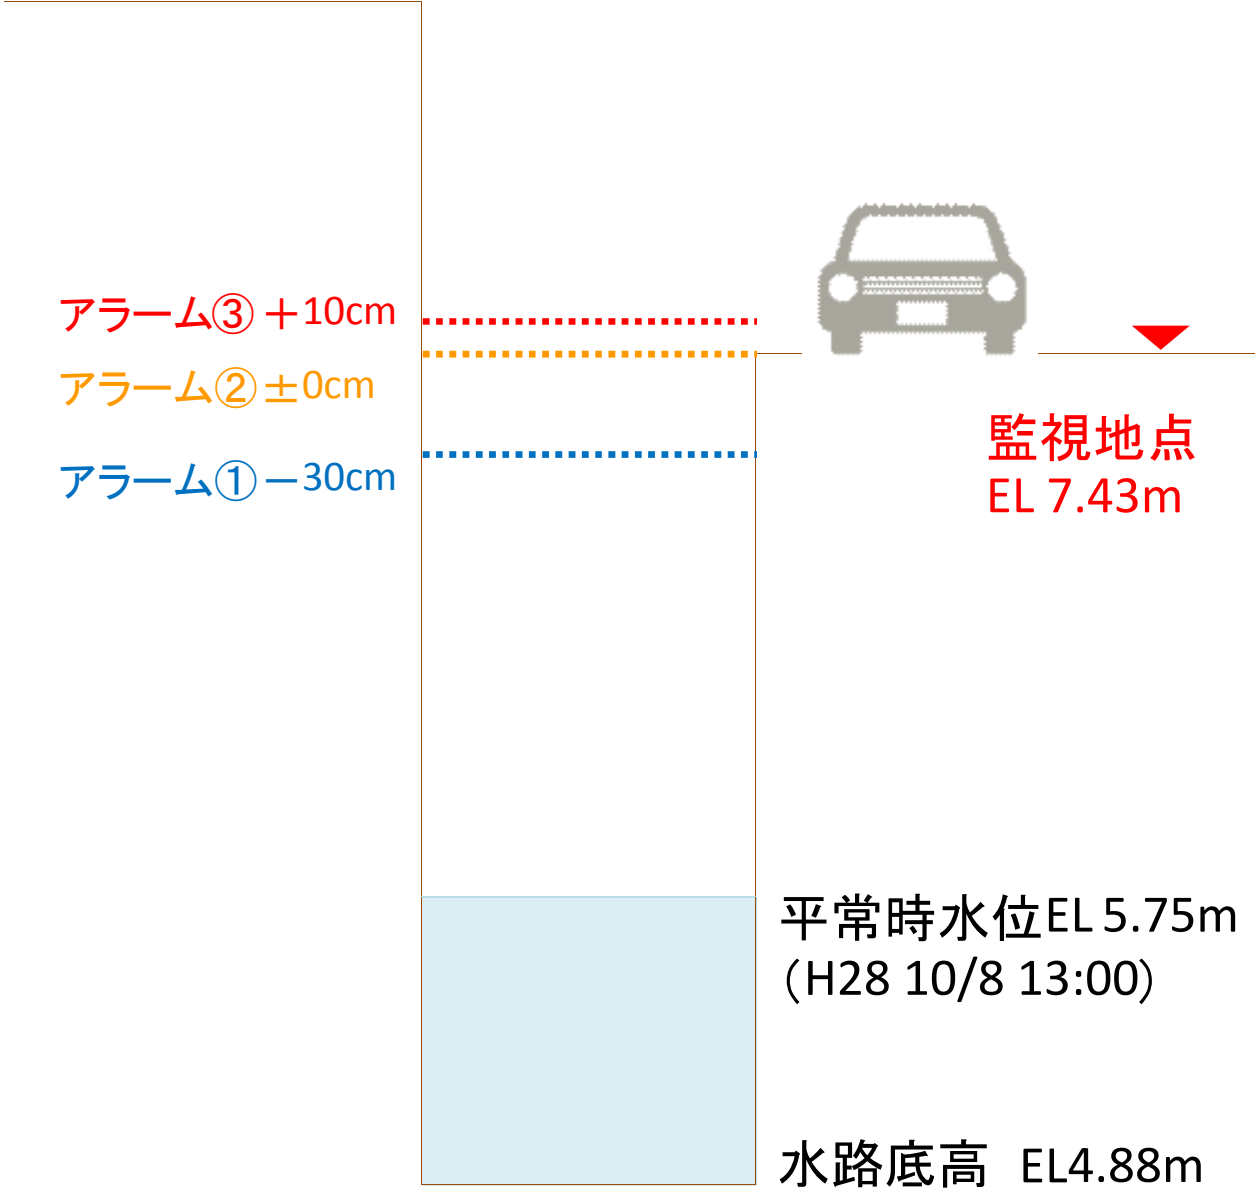 アラーム③＋10cm
アラーム②±0cm
アラーム①－30cm
監視地点
EL 7.43m
平常時水位EL 5.75m
（H28 10/8 13:00）
水路底高　EL4.88m